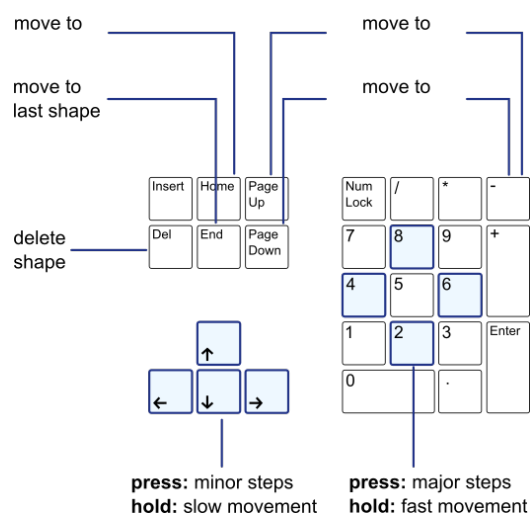 move to
move to
move to
last shape
move to
Insert
Home
Page
Up
Num
Lock
/
*
-
delete
shape
Del
End
Page
Down
7
8
9
+
4
5
6
1
2
3
Enter
0
.
↑
←
↓
→
press: minor steps
hold: slow movement
press: major steps
hold: fast movement